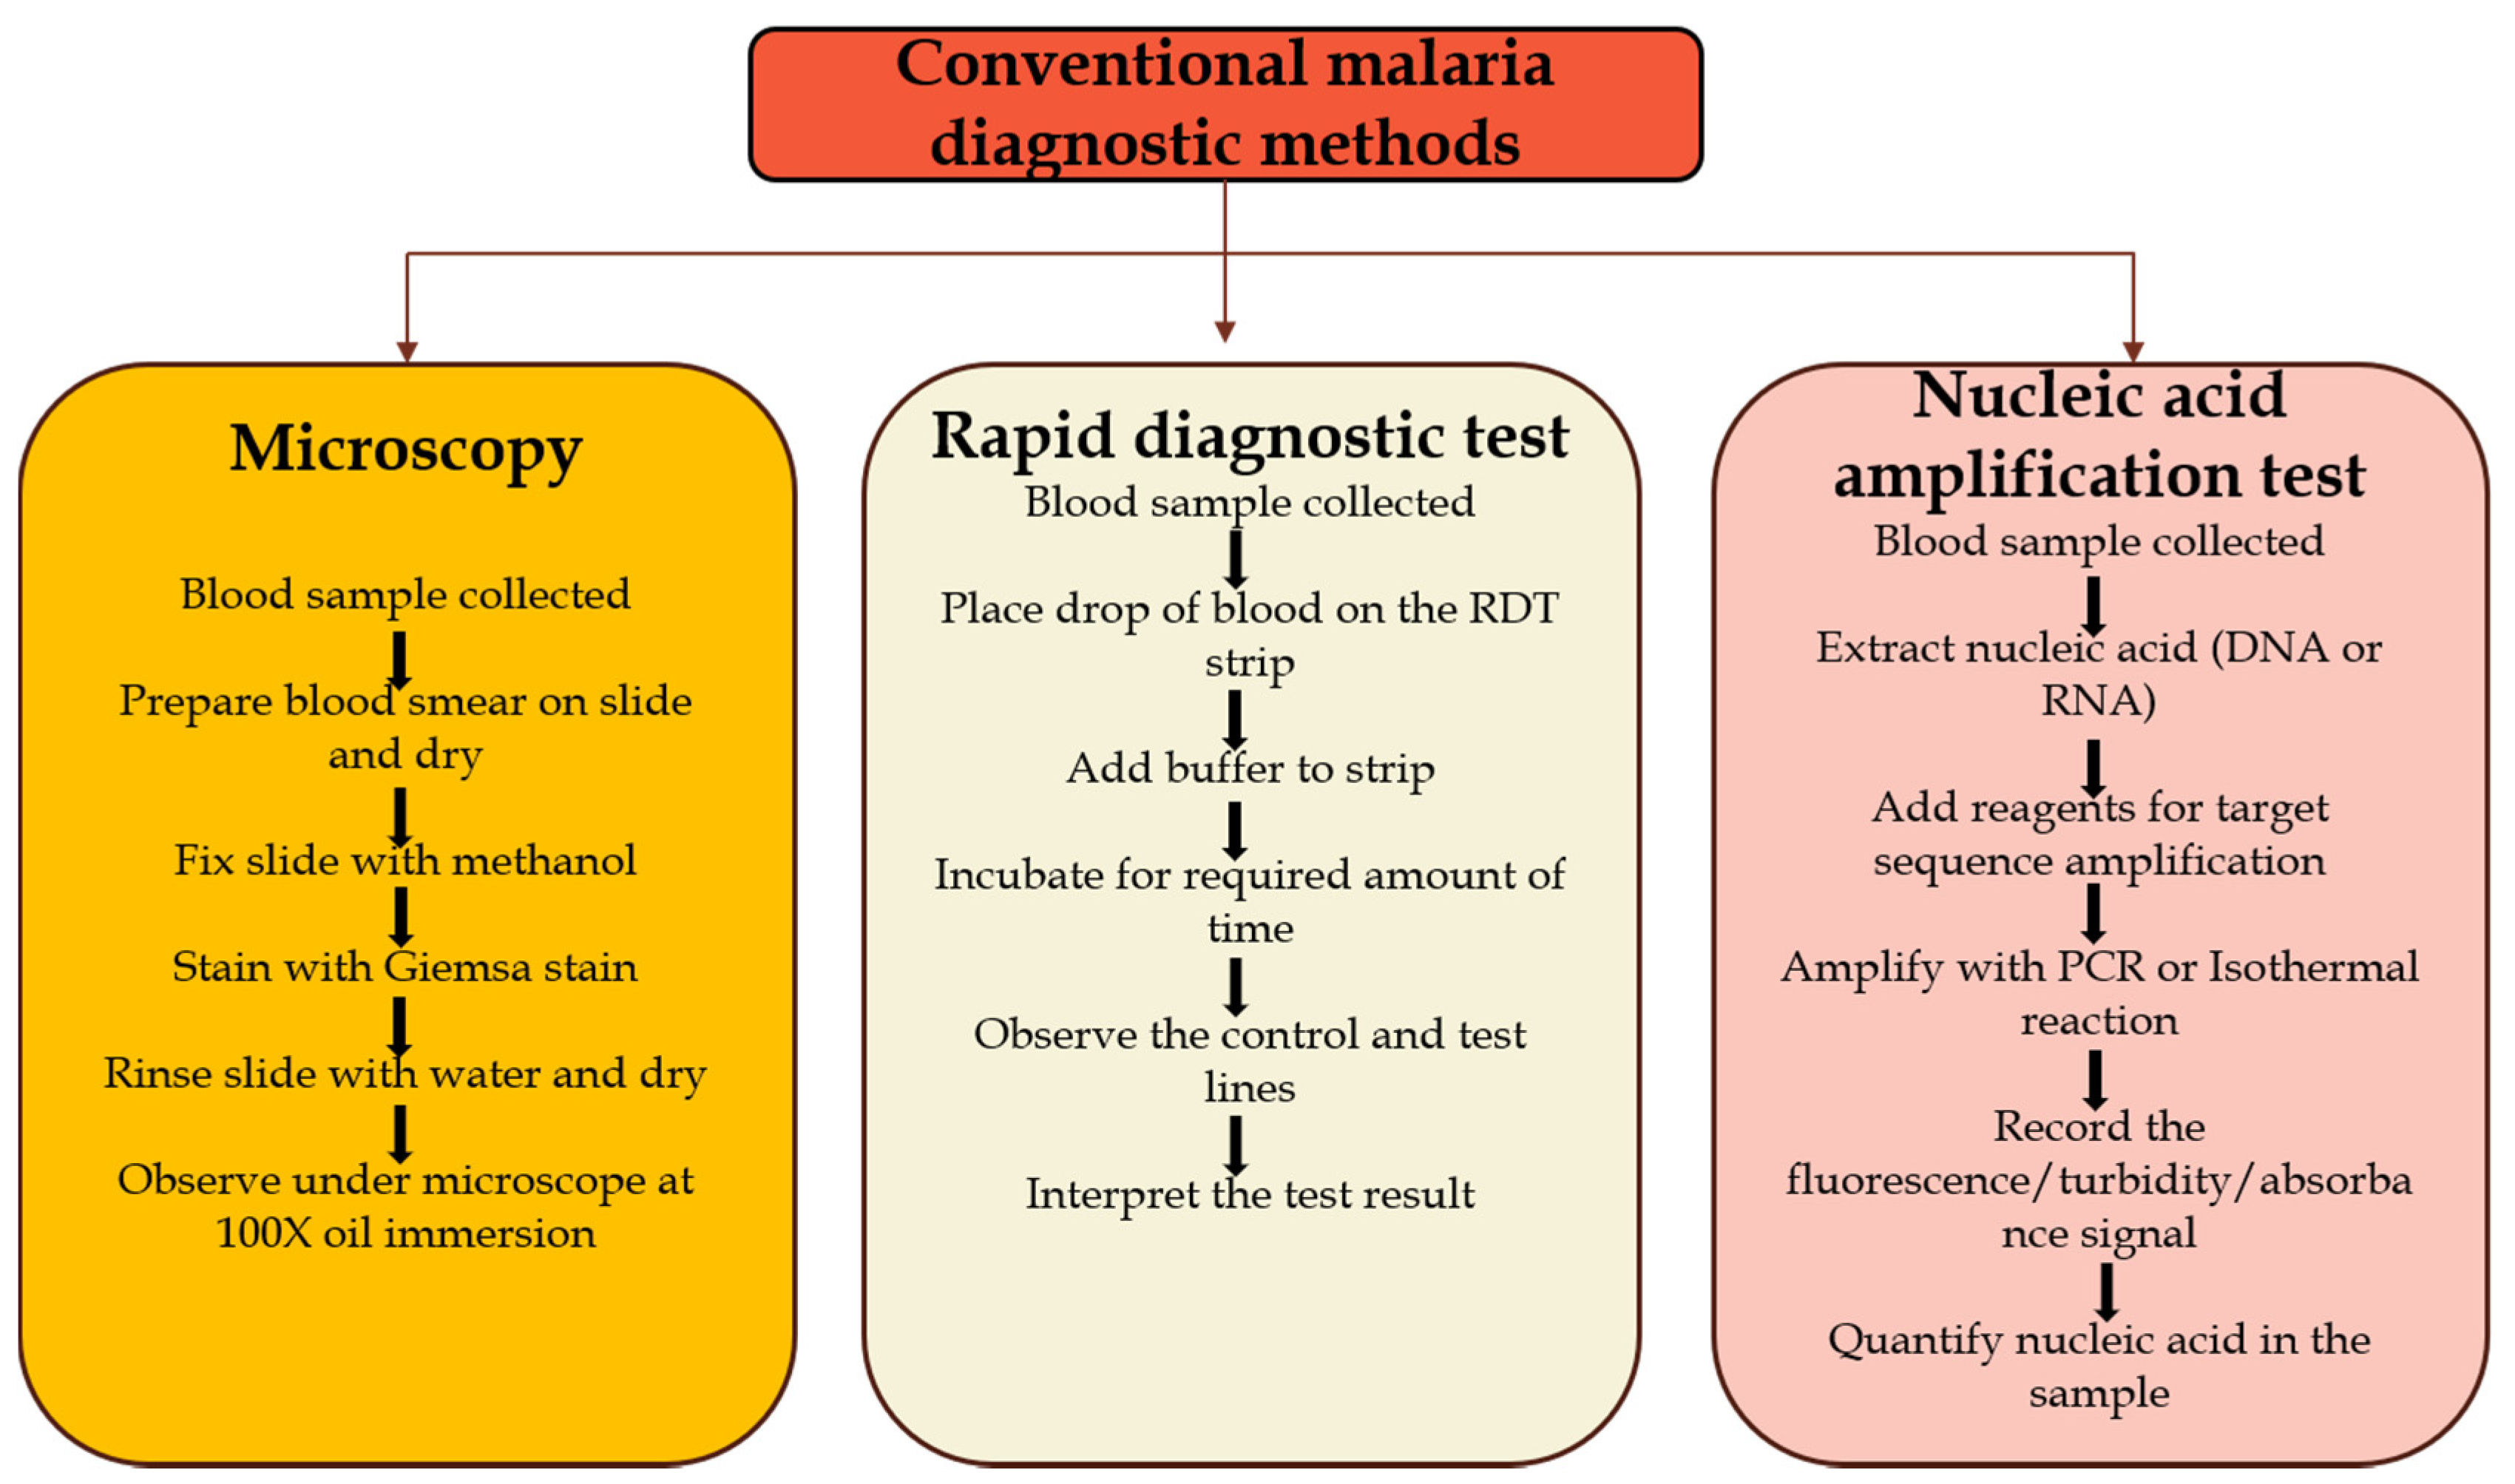 Conventional malaria
diagnostic methods
Microscopy
Blood sample collected
Prepare blood smear on slide
and dry
Fix slide with methanol
Stain with Giemsa stain
Rinse slide with water and dry
Observe under microscope at
100X oil immersion
Rapid diagnostic test
Blood sample collected
Place drop of blood on the RDT
strip
Add buffer to strip
Incubate for required amount of
time
Observe the control and test
lines
Interpret the test result
Nucleic acid
amplification test
Blood sample collected
Extract nucleic acid (DNA or
RNA)
Add reagents for target
sequence amplification
Amplify with PCR or Isothermal
reaction
Record the
fluorescence/turbidity/absorba
nce signal
Quantify nucleic acid in the
sample